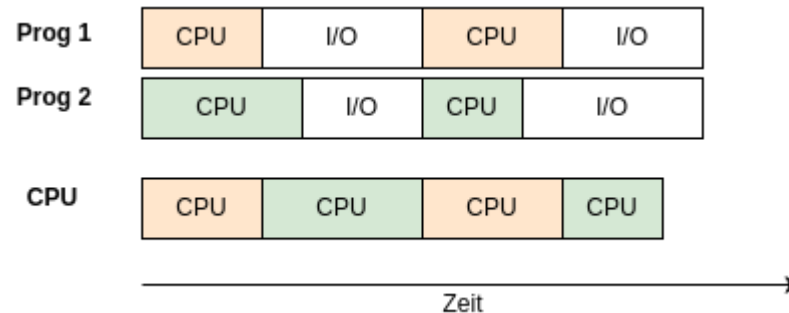 Prog 1 CPU I/O CPU I/O
Prog 2 CPU I/O CPU I/O
CPU CPU CPU CPU CPU
Zeit